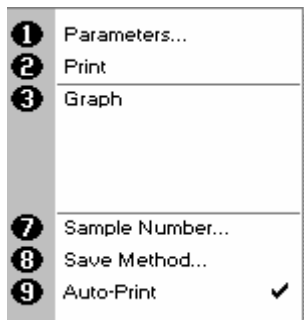 1 Parameters...
2 Print
3 Graph
7 Sample Number...
8 Save Method...
9 Auto-Print ✔